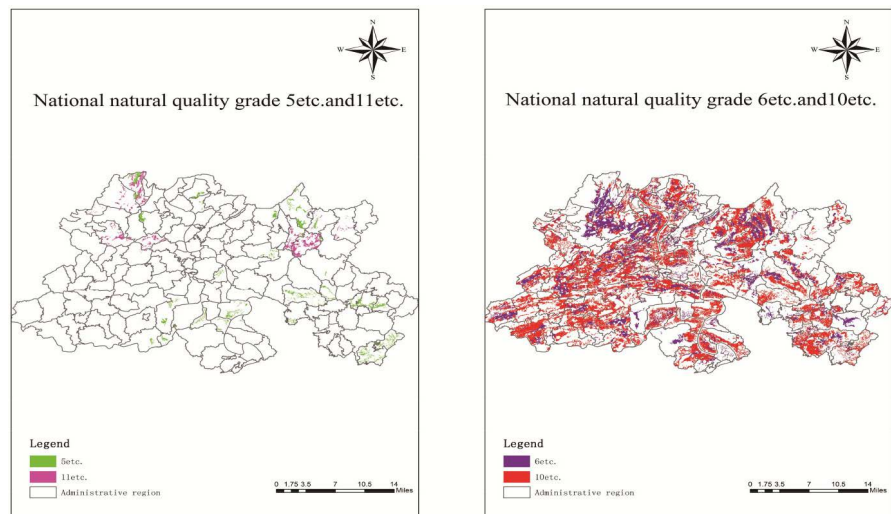 N
W E
S
National natural quality grade 5etc.and11etc.
Legend
5etc.
11etc.
Administrative region
0 1.75 3.5 7 10.5 14
Miles
N
W E
S
National natural quality grade 6etc.and10etc.
Legend
6etc.
10etc.
Administrative region
0 1.75 3.5 7 10.5 14
Miles